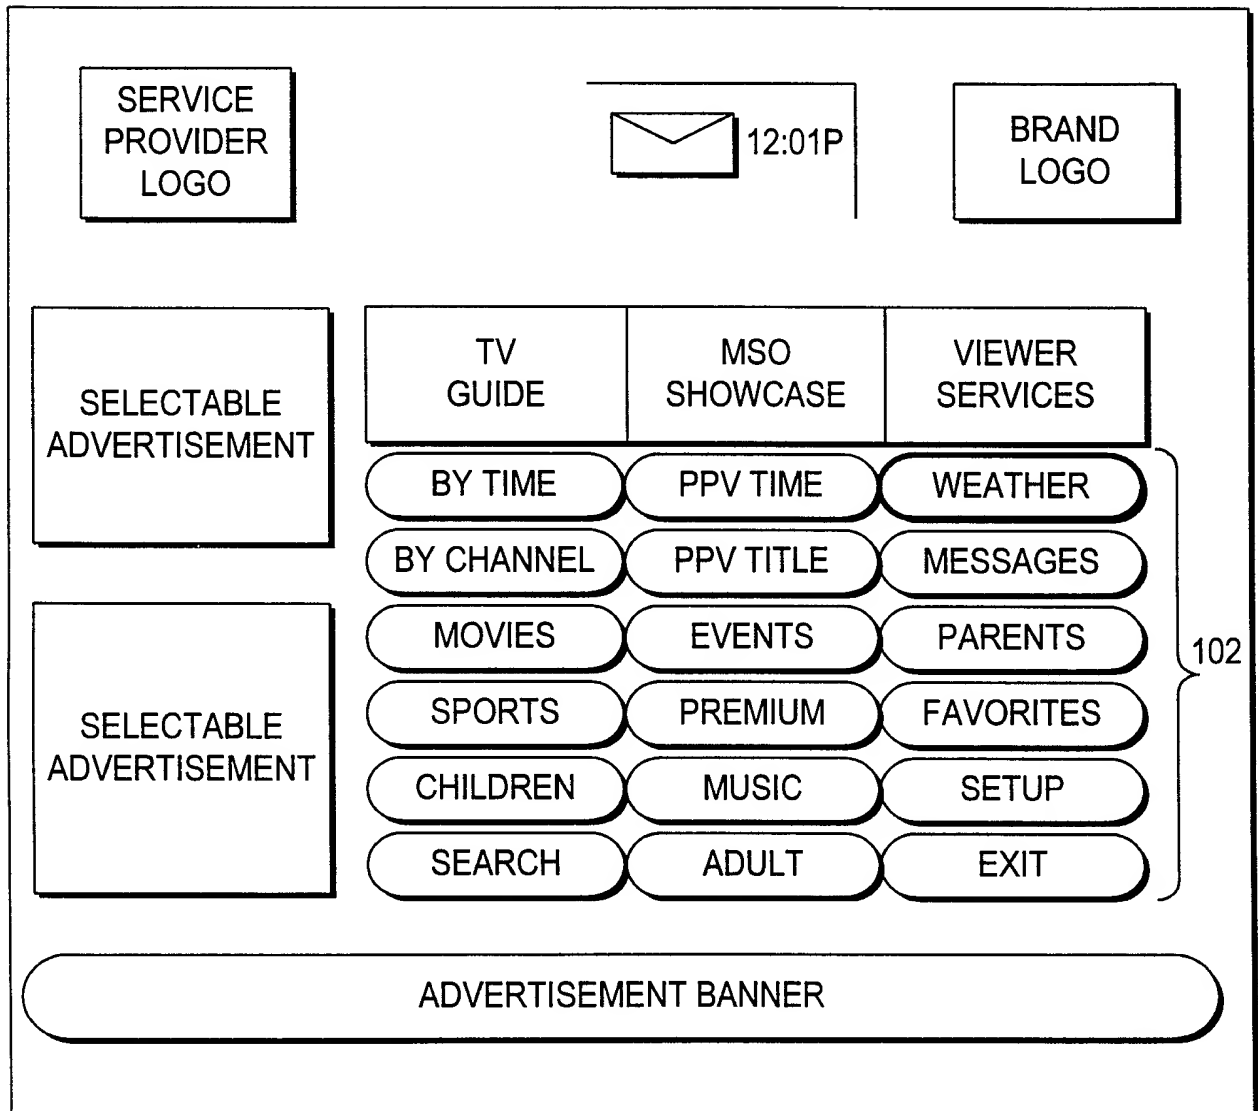 SERVICE
PROVIDER
LOGO
12:01P
BRAND
LOGO
SELECTABLE
ADVERTISEMENT
SELECTABLE
ADVERTISEMENT
TV
GUIDE
MSO
SHOWCASE
VIEWER
SERVICES
BY TIME
PPV TIME
WEATHER
BY CHANNEL
PPV TITLE
MESSAGES
MOVIES
EVENTS
PARENTS
SPORTS
PREMIUM
FAVORITES
CHILDREN
MUSIC
SETUP
SEARCH
ADULT
EXIT
102
ADVERTISEMENT BANNER